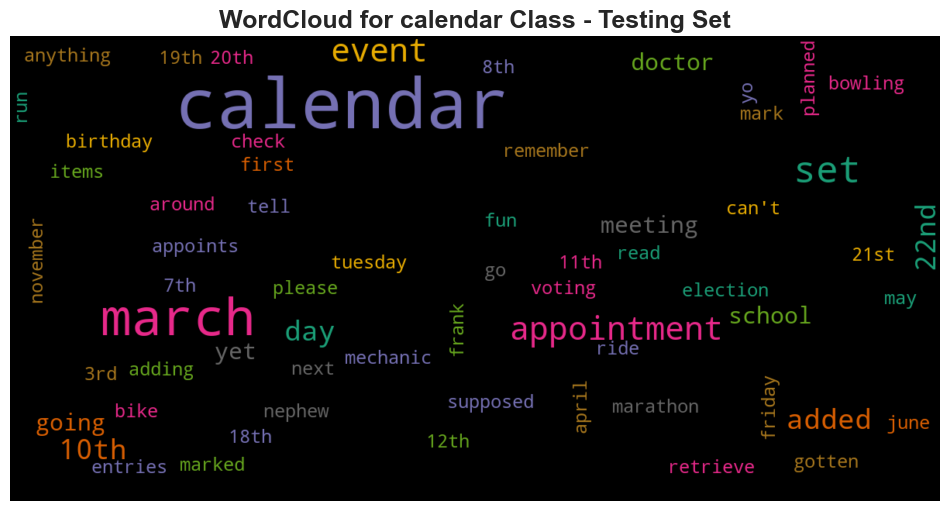 WordCloud for calendar Class - Testing Set
anything
19th
20th
event
8th
doctor
planned
bowling
run
calendar
yo
mark
birthday
check
remember
items
first
set
around
tell
fun
can't
november
appoints
meeting
22nd
tuesday
go
11th
read
21st
7th
please
voting
election
may
march
day
frank
appointment
school
yet
mechanic
ride
3rd
adding
next
bike
nephew
supposed
april
marathon
friday
added
june
going
10th
18th
12th
entries
marked
retrieve
gotten